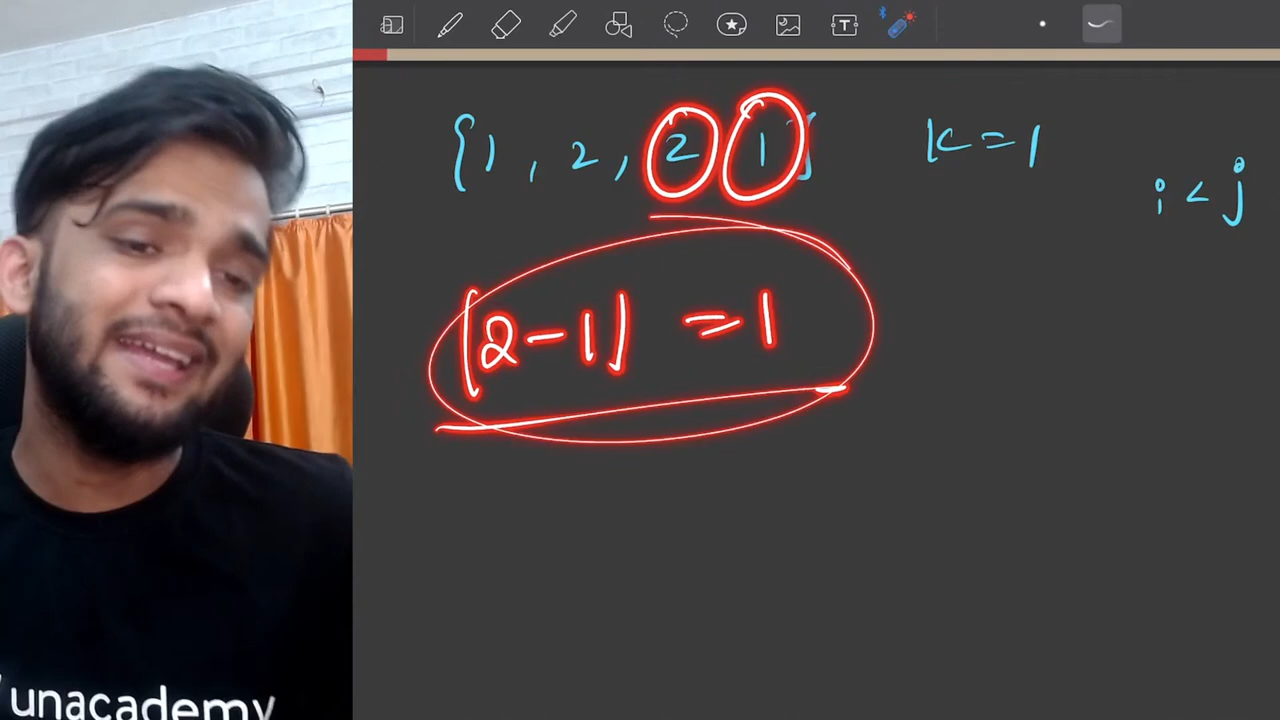 {1, 2, 2 1} k=1
i < j
|2-1| = 1
unacademy